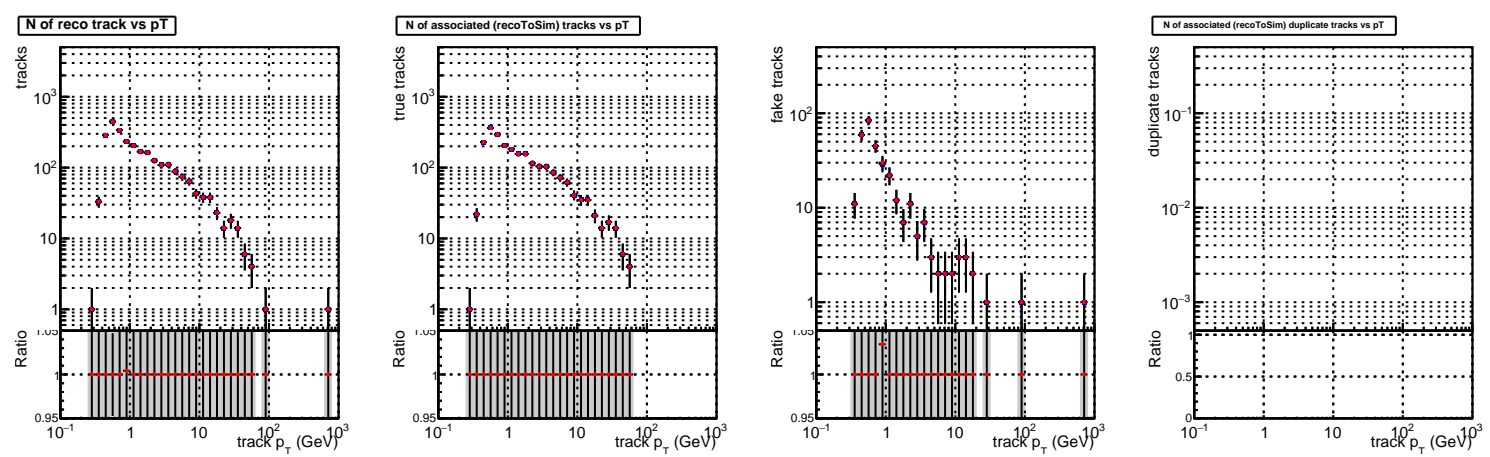 N of reco track vs pT
tracks
10³
10²
10
1
Ratio
1.05
1
0.95
10⁻¹ 1 10 10² 10³
track p_T (GeV)
N of associated (recoToSim) tracks vs pT
true tracks
10³
10²
10
1
Ratio
1.05
1
0.95
10⁻¹ 1 10 10² 10³
track p_T (GeV)
fake tracks
10²
10
1
Ratio
1.05
1
0.95
10⁻¹ 1 10 10² 10³
track p_T (GeV)
N of associated (recoToSim) duplicate tracks vs pT
duplicate tracks
10⁻¹
10⁻²
10⁻³
Ratio
1
0.5
0
10⁻¹ 1 10 10² 10³
track p_T (GeV)